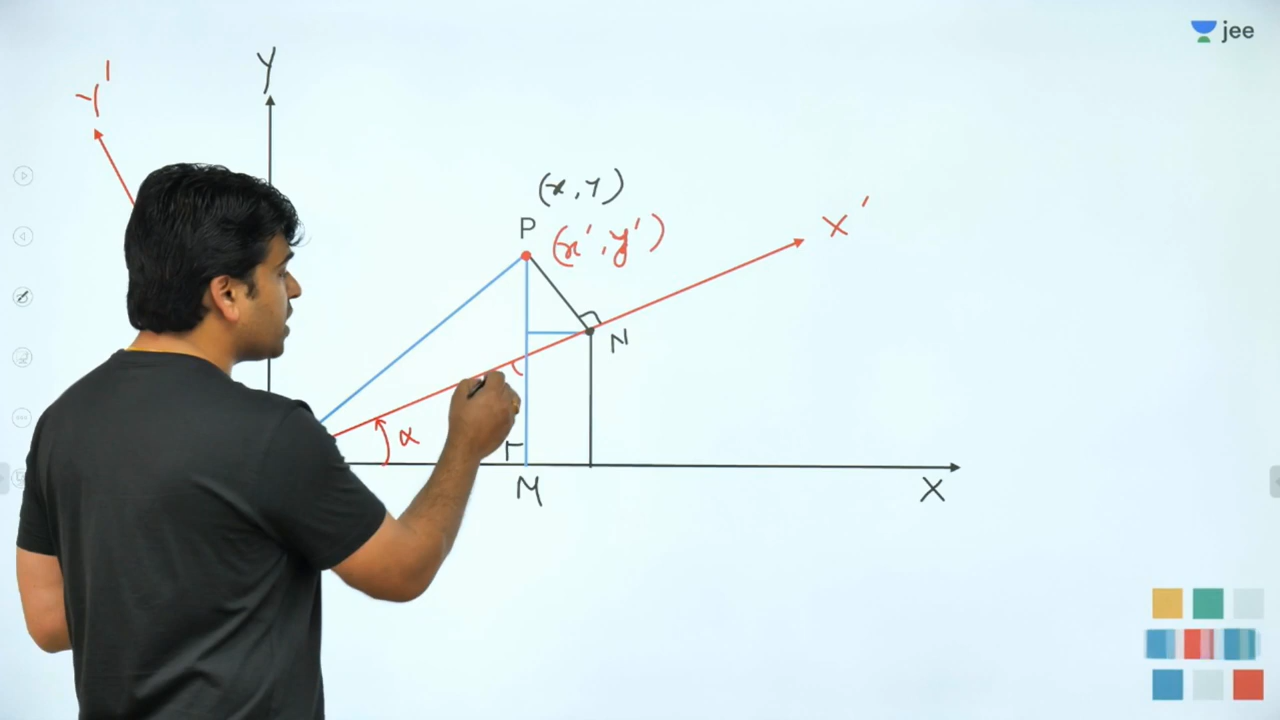 jee
Y
Y'
(x, y)
P
(x', y')
X'
N
α
M
X